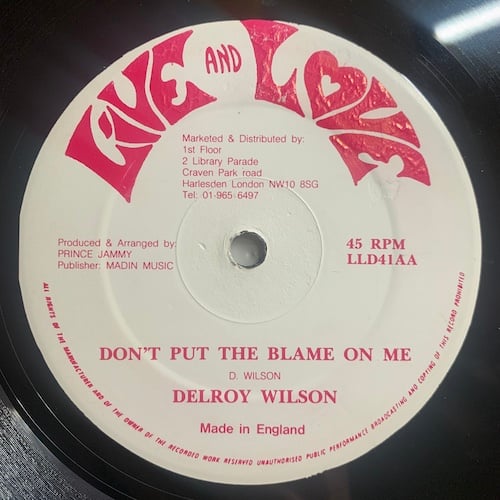 LIVE AND LOVE
Marketed & Distributed by:
1st Floor
2 Library Parade
Craven Park road
Harlesden London NW10 8SG
Tel: 01-965 6497
Produced & Arranged by:
PRINCE JAMMY
Publisher: MADIN MUSIC
45 RPM
LLD41AA
DON'T PUT THE BLAME ON ME
D. WILSON
DELROY WILSON
Made in England
ALL RIGHTS OF THE MANUFACTURER AND OF THE OWNER OF THE RECORDED WORK RESERVED UNAUTHORISED PUBLIC PERFORMANCE BROADCASTING AND COPYING OF THIS RECORD PROHIBITED